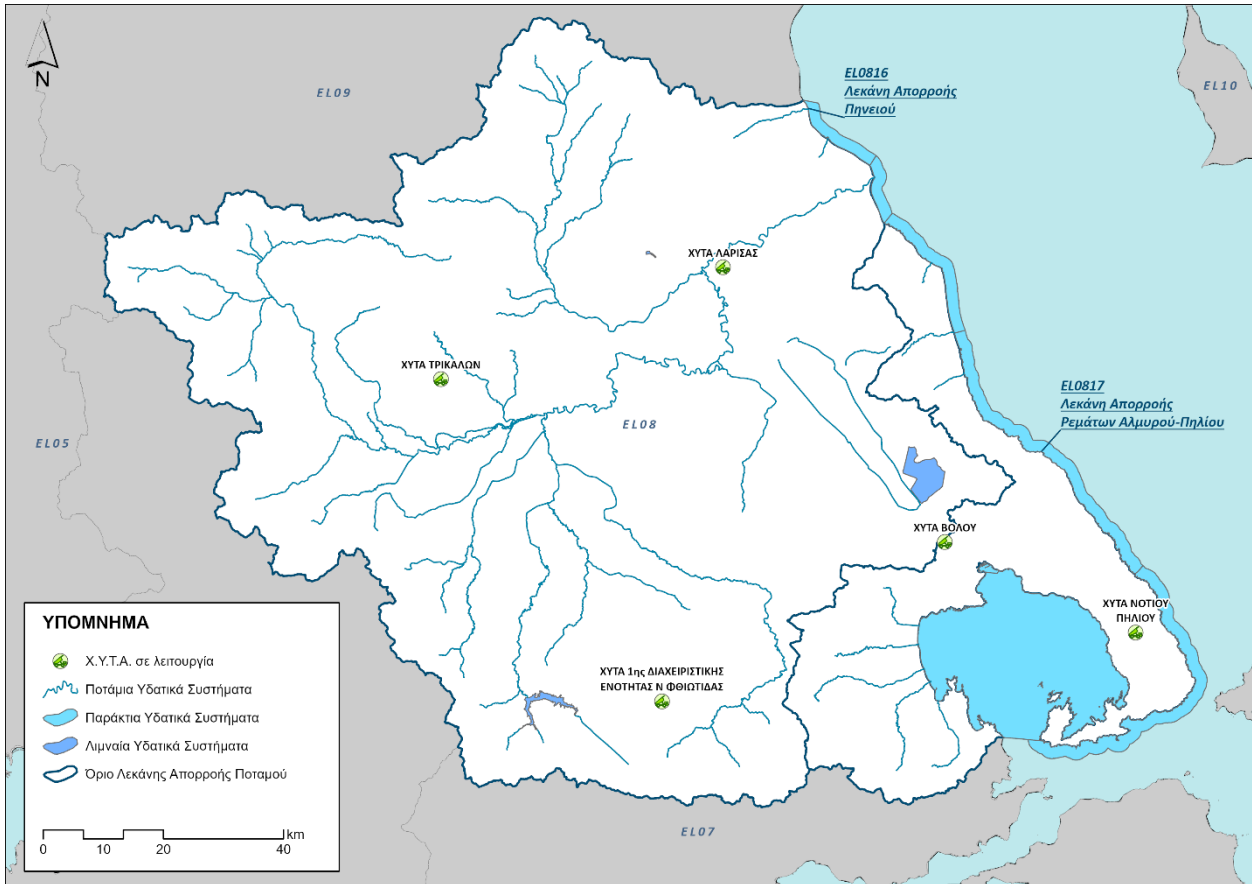 N
EL09
EL0816
Λεκάνη Απορροής
Πηνειού
EL10
ΧΥΤΑ ΛΑΡΙΣΑΣ
ΧΥΤΑ ΤΡΙΚΑΛΩΝ
EL05
EL08
EL0817
Λεκάνη Απορροής
Ρεμάτων Αλμυρού-Πηλίου
ΧΥΤΑ ΒΟΛΟΥ
ΧΥΤΑ ΝΟΤΙΟΥ
ΠΗΛΙΟΥ
ΧΥΤΑ 1ης ΔΙΑΧΕΙΡΙΣΤΙΚΗΣ
ΕΝΟΤΗΤΑΣ Ν ΦΘΙΩΤΙΔΑΣ
EL07
ΥΠΟΜΝΗΜΑ
Χ.Υ.Τ.Α. σε λειτουργία
Ποτάμια Υδατικά Συστήματα
Παράκτια Υδατικά Συστήματα
Λιμναία Υδατικά Συστήματα
Όριο Λεκάνης Απορροής Ποταμού
km
0 10 20 40